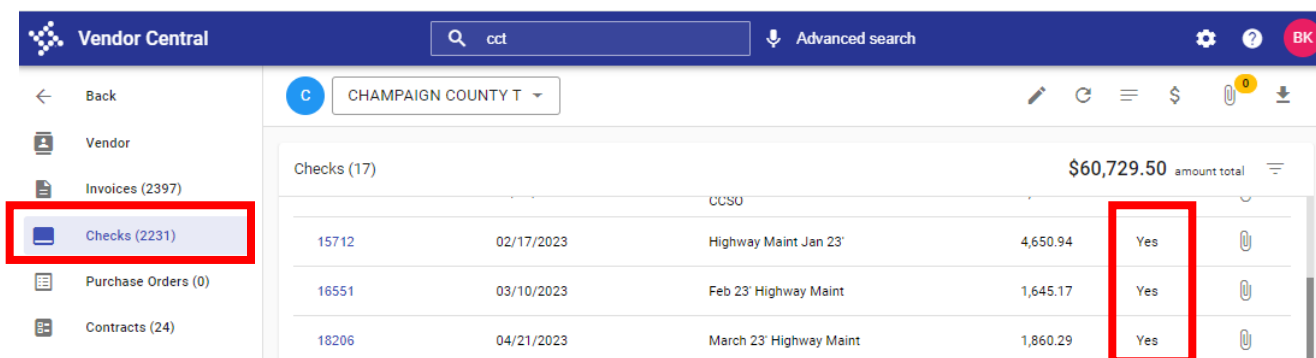 Vendor Central
cct
Advanced search
BK
Back
C
CHAMPAIGN COUNTY T
0
Vendor
Checks (17)
$60,729.50 amount total
Invoices (2397)
CCSO
Checks (2231)
15712 02/17/2023 Highway Maint Jan 23' 4,650.94 Yes
Purchase Orders (0)
16551 03/10/2023 Feb 23' Highway Maint 1,645.17 Yes
Contracts (24)
18206 04/21/2023 March 23' Highway Maint 1,860.29 Yes